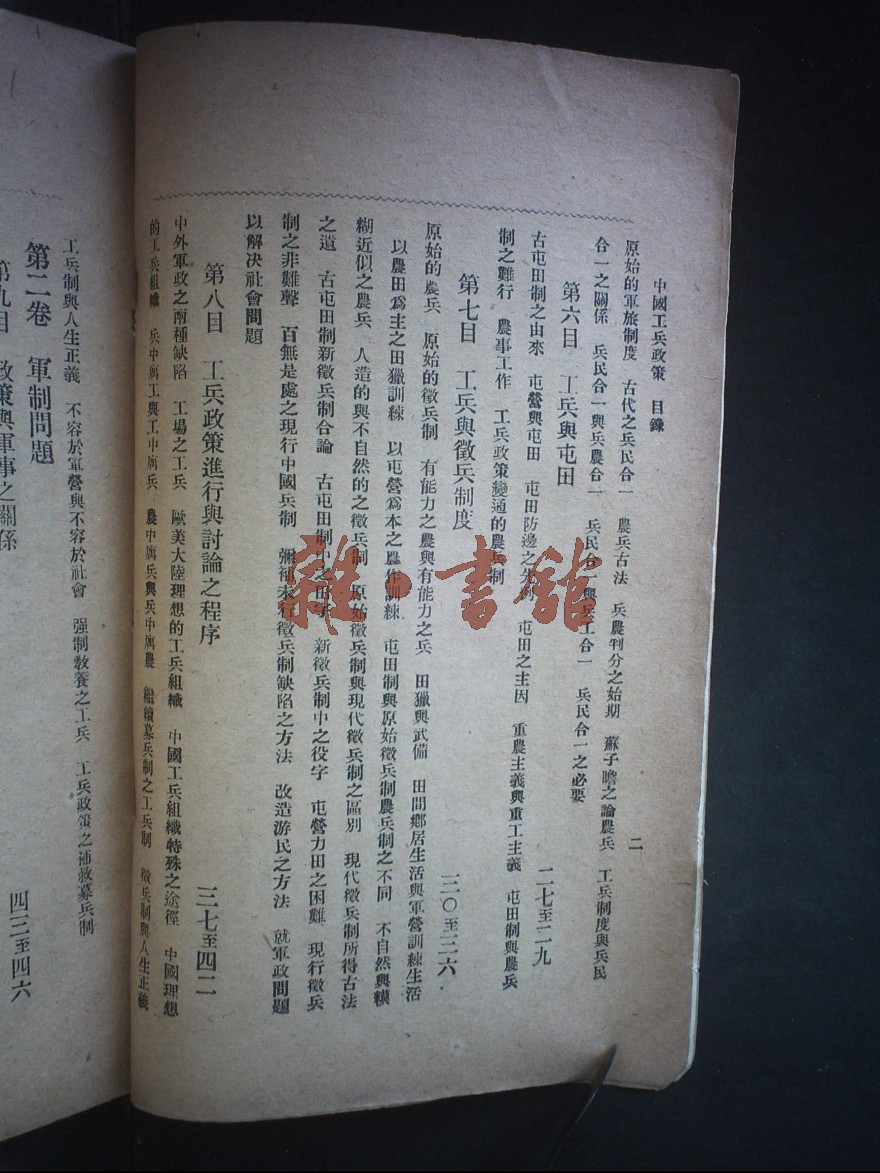 中國工兵政策　目錄
二
原始的軍旅制度　古代之兵民合一　農兵古法　兵農判分之始期　蘇子瞻之論農兵　工兵制度與兵民
合一之關係　兵民合一與兵農合一　兵民合一與兵工合一　兵民合一之必要
第六目　工兵與屯田　二七至二九
古屯田制之由來　屯營與屯田　屯田防邊之先例　屯田之主因　重農主義與重工主義　屯田制與農兵
制之難行　農事工作　工兵政策變通的農兵制
第七目　工兵與徵兵制度　三〇至三六
原始的農兵　原始的徵兵制　有能力之農與有能力之兵　田獵與武備　田間鄉居生活與軍營訓練生活
以農田爲主之田獵訓練　以屯營爲本之農作訓練　屯田制與原始徵兵制農兵制之不同　不自然與糢
糊近似之農兵　人造的與不自然的之徵兵制　原始徵兵制與現代徵兵制之區別　現代徵兵制所得古法
之道　古屯田制新徵兵制合論　古屯田制中之田字　新徵兵制中之役字　屯營力田之困難　現行徵兵
制之非難聲　百無是處之現行中國兵制　彌補未行徵兵制缺陷之方法　改造游民之方法　就軍政問題
以解决社會問題
第八目　工兵政策進行與討論之程序　三七至四二
中外軍政之兩種缺陷　工場之工兵　歐美大陸理想的工兵組織　中國工兵組織特殊之途徑　中國理想
的工兵組織　兵中寓工與工中寓兵　農中寓兵與兵中寓農　繼續募兵制之工兵制　徵兵制與人生正義
工兵制與人生正義　不容於軍營與不容於社會　强制教養之工兵　工兵政策之補救募兵制
第二卷　軍制問題
第九目　政策與軍事之關係　四三至四六
雜·書館